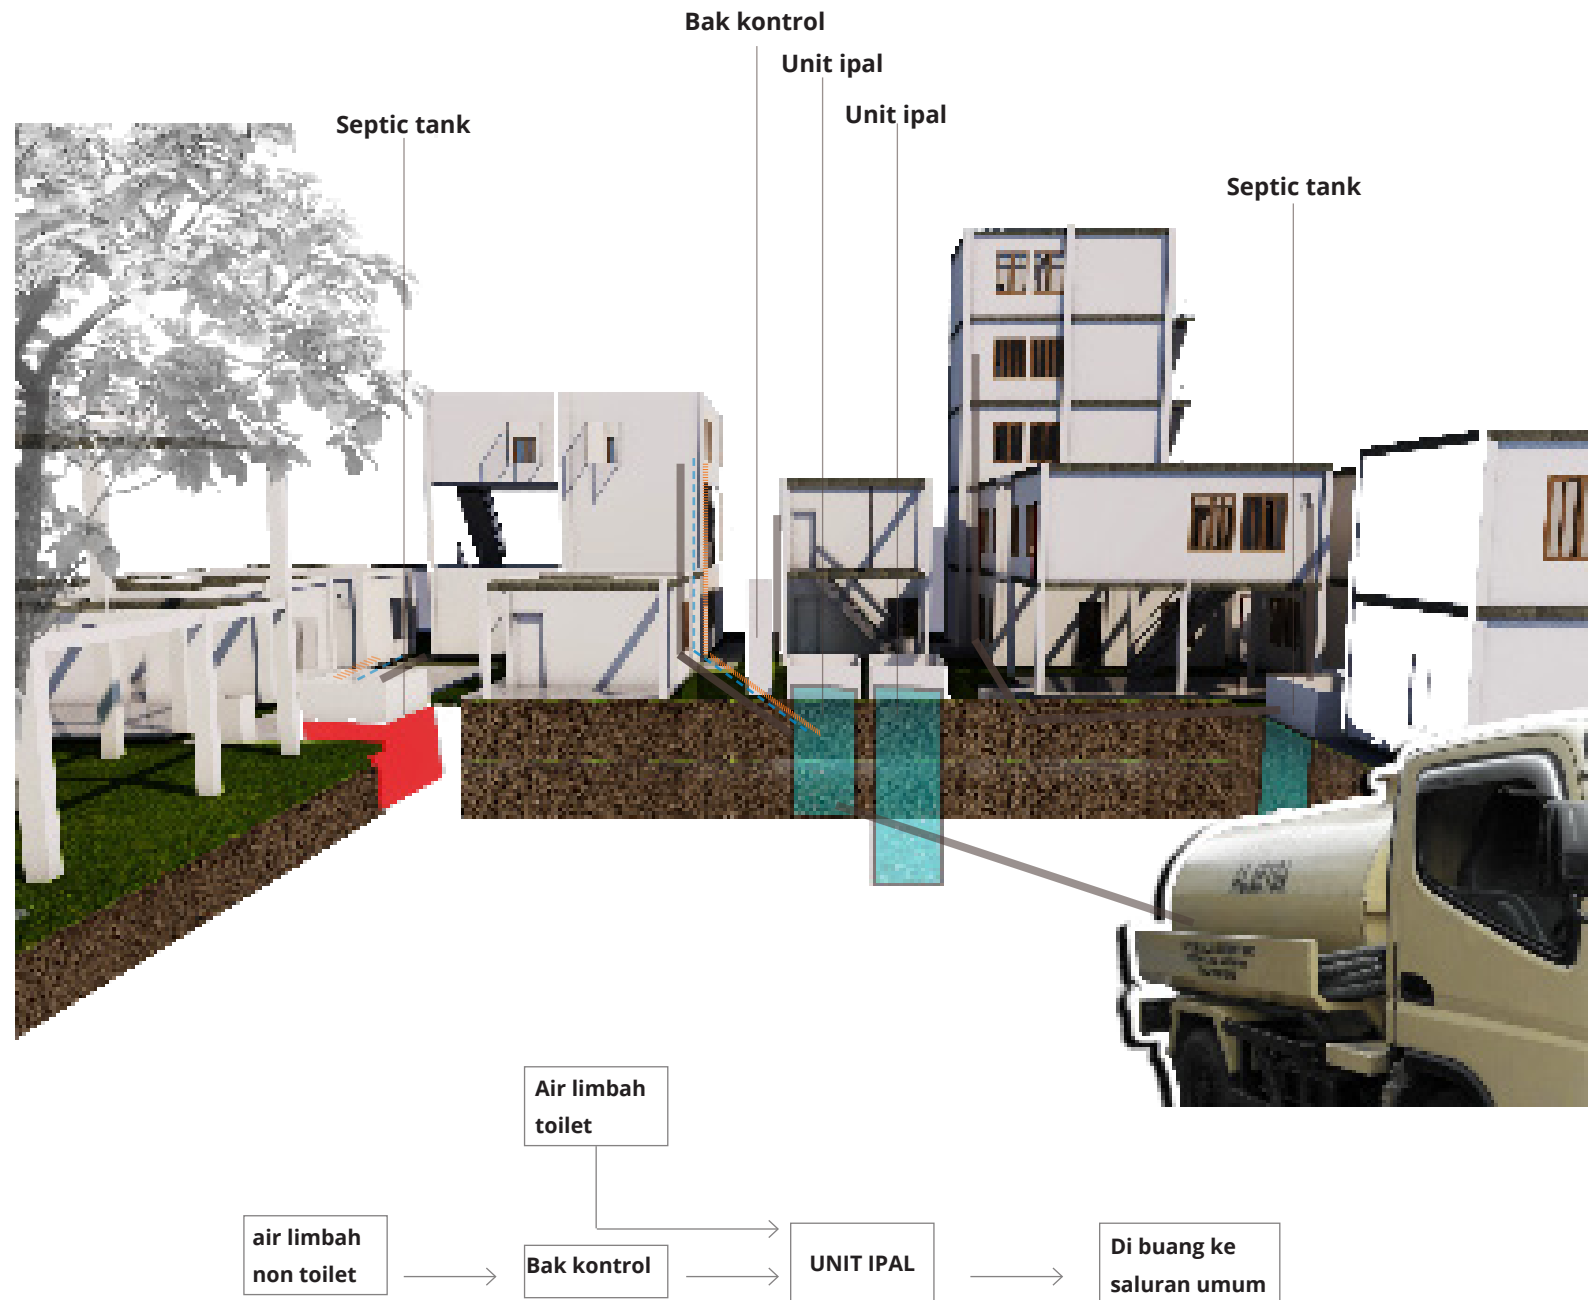 Bak kontrol
Unit ipal
Unit ipal
Septic tank
Septic tank
Air limbah
toilet
air limbah
non toilet
Bak kontrol
UNIT IPAL
Di buang ke
saluran umum